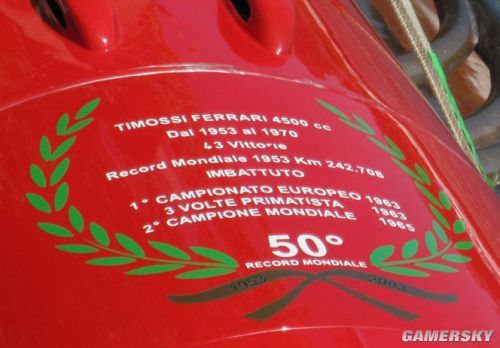 TIMOSSI FERRARI 4500 cc
Dal 1953 al 1970
43 Vittorie
Record Mondiale 1953 Km 242.708
IMBATTUTO
1° CAMPIONATO EUROPEO 1963
3 VOLTE PRIMATISTA 1963
2° CAMPIONE MONDIALE 1965
50°
RECORD MONDIALE
1953 2003
GAMERSKY